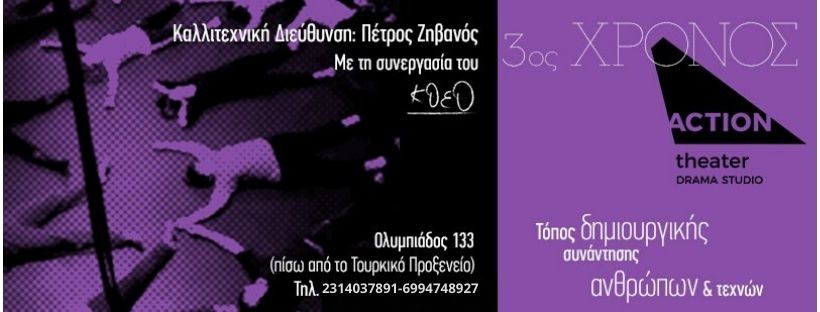 Καλλιτεχνική Διεύθυνση: Πέτρος Ζηβανός
Με τη συνεργασία του
ΚΘΕΘ
Ολυμπιάδος 133
(πίσω από το Τουρκικό Προξενείο)
Τηλ. 2314037891-6994748927
3ος ΧΡΟΝΟΣ
ACTION
theater
DRAMA STUDIO
Τόπος δημιουργικής
συνάντησης
ανθρώπων & τεχνών